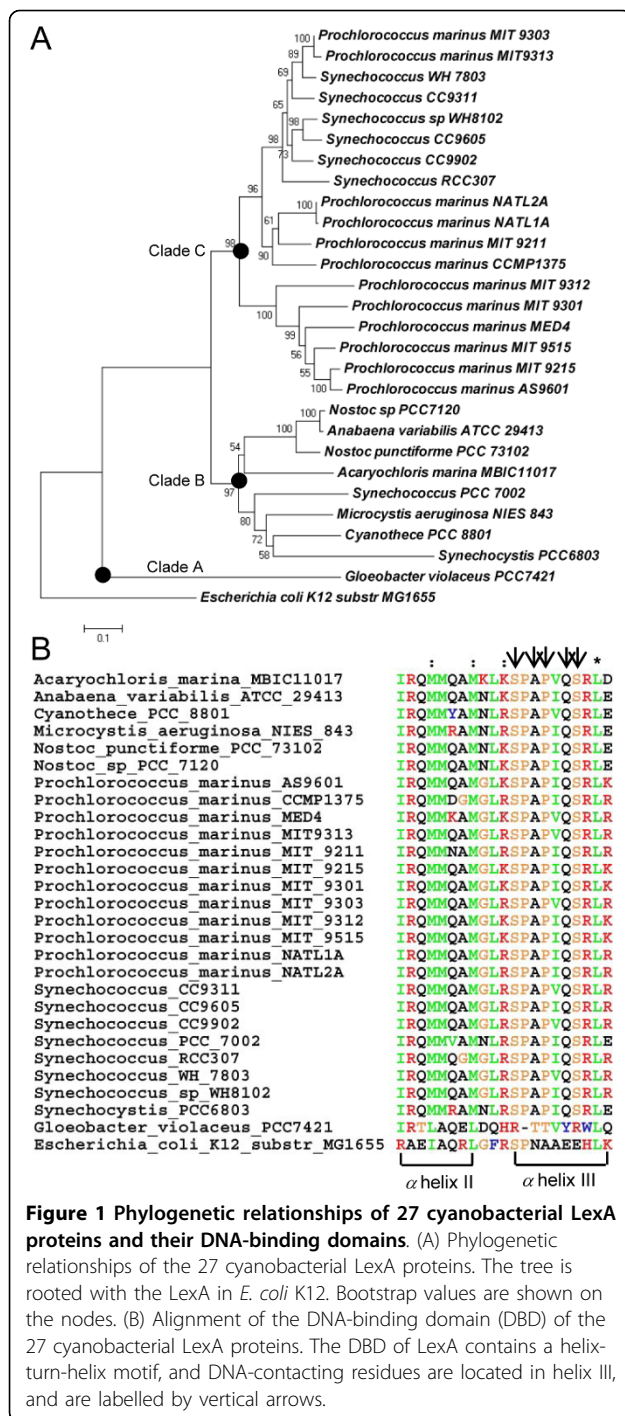 A
Prochlorococcus marinus MIT 9303
Prochlorococcus marinus MIT9313
Synechococcus WH 7803
Synechococcus CC9311
Synechococcus sp WH8102
Synechococcus CC9605
Synechococcus CC9902
Synechococcus RCC307
Prochlorococcus marinus NATL2A
Prochlorococcus marinus NATL1A
Prochlorococcus marinus MIT 9211
Prochlorococcus marinus CCMP1375
Prochlorococcus marinus MIT 9312
Prochlorococcus marinus MIT 9301
Prochlorococcus marinus MED4
Prochlorococcus marinus MIT 9515
Prochlorococcus marinus MIT 9215
Prochlorococcus marinus AS9601
Nostoc sp PCC7120
Anabaena variabilis ATCC 29413
Nostoc punctiforme PCC 73102
Acaryochloris marina MBIC11017
Synechococcus PCC 7002
Microcystis aeruginosa NIES 843
Cyanothece PCC 8801
Synechocystis PCC6803
Gloeobacter violaceus PCC7421
Escherichia coli K12 substr MG1655
100
89
69
65
98
98
73
96
100
61
90
98
100
99
56
55
100
100
100
54
97
80
72
58
Clade C
Clade B
Clade A
0.1
B
: : : *
Acaryochloris_marina_MBIC11017 IRQMMQAMKLKSPAPVQSRLD
Anabaena_variabilis_ATCC_29413 IRQMMQAMNLKSPAPIQSRLE
Cyanothece_PCC_8801 IRQMMYAMNLRSPAPIQSRLE
Microcystis_aeruginosa_NIES_843 IRQMMRAMNLKSPAPIQSRLE
Nostoc_punctiforme_PCC_73102 IRQMMQAMNLKSPAPIQSRLE
Nostoc_sp_PCC_7120 IRQMMQAMNLKSPAPIQSRLE
Prochlorococcus_marinus_AS9601 IRQMMQAMGLKSPAPIQSRLK
Prochlorococcus_marinus_CCMP1375 IRQMMDGMGLRSPAPIQSRLR
Prochlorococcus_marinus_MED4 IRQMMKAMGLKSPAPVQSRLR
Prochlorococcus_marinus_MIT9313 IRQMMQAMGLRSPAPVQSRLR
Prochlorococcus_marinus_MIT_9211 IRQMMNAMGLRSPAPIQSRLK
Prochlorococcus_marinus_MIT_9215 IRQMMQAMGLKSPAPIQSRLK
Prochlorococcus_marinus_MIT_9301 IRQMMQAMGLKSPAPIQSRLK
Prochlorococcus_marinus_MIT_9303 IRQMMQAMGLRSPAPVQSRLR
Prochlorococcus_marinus_MIT_9312 IRQMMQAMGLKSPAPIQSRLK
Prochlorococcus_marinus_MIT_9515 IRQMMQAMGLKSPAPIQSRLK
Prochlorococcus_marinus_NATL1A IRQMMQAMGLRSPAPIQSRLR
Prochlorococcus_marinus_NATL2A IRQMMQAMGLRSPAPIQSRLR
Synechococcus_CC9311 IRQMMQAMGLRSPAPVQSRLR
Synechococcus_CC9605 IRQMMQAMGLRSPAPVQSRLR
Synechococcus_CC9902 IRQMMQAMGLRSPAPVQSRLR
Synechococcus_PCC_7002 IRQMMVAMNLRSPAPIQSRLE
Synechococcus_RCC307 IRQMMQGMGLRSPAPVQSRLR
Synechococcus_WH_7803 IRQMMQAMGLRSPAPVQSRLR
Synechococcus_sp_WH8102 IRQMMQAMGLRSPAPVQSRLR
Synechocystis_PCC6803 IRQMMRAMNLRSPAPIQSRLE
Gloeobacter_violaceus_PCC7421 IRTLAQELDQHR-TTVYRWLQ
Escherichia_coli_K12_substr_MG1655 RAEIAQRLGFRSPNAAEEHLK
α helix II α helix III
Figure 1 Phylogenetic relationships of 27 cyanobacterial LexA
proteins and their DNA-binding domains. (A) Phylogenetic
relationships of the 27 cyanobacterial LexA proteins. The tree is
rooted with the LexA in E. coli K12. Bootstrap values are shown on
the nodes. (B) Alignment of the DNA-binding domain (DBD) of the
27 cyanobacterial LexA proteins. The DBD of LexA contains a helix-
turn-helix motif, and DNA-contacting residues are located in helix III,
and are labelled by vertical arrows.